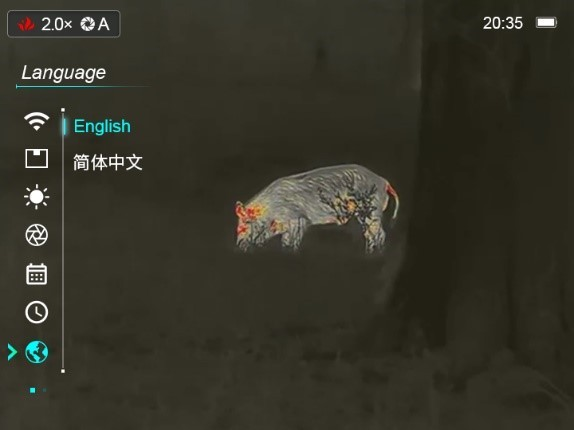 2.0× A
20:35
Language
English
简体中文